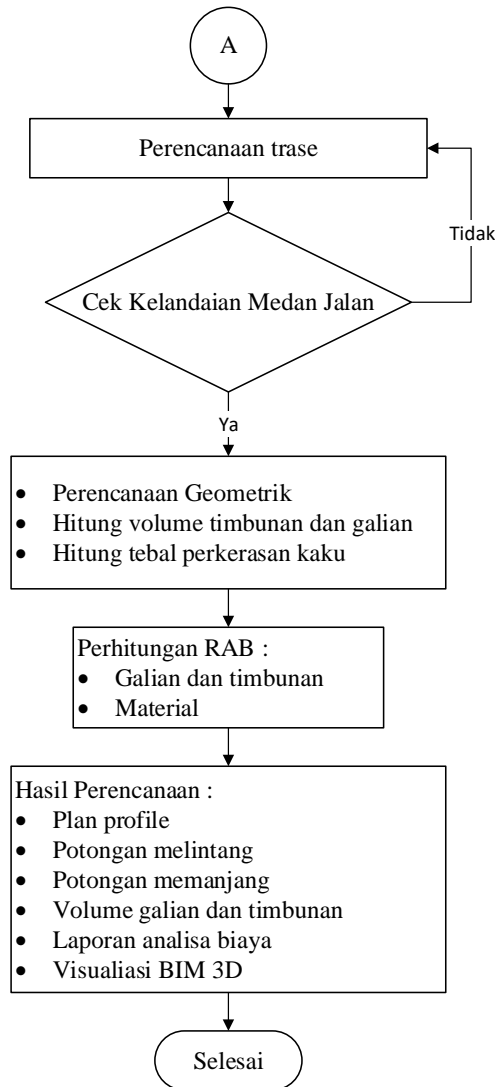 A
Perencanaan trase
Tidak
Cek Kelandaian Medan Jalan
Ya
• Perencanaan Geometrik
• Hitung volume timbunan dan galian
• Hitung tebal perkerasan kaku
Perhitungan RAB :
• Galian dan timbunan
• Material
Hasil Perencanaan :
• Plan profile
• Potongan melintang
• Potongan memanjang
• Volume galian dan timbunan
• Laporan analisa biaya
• Visualiasi BIM 3D
Selesai